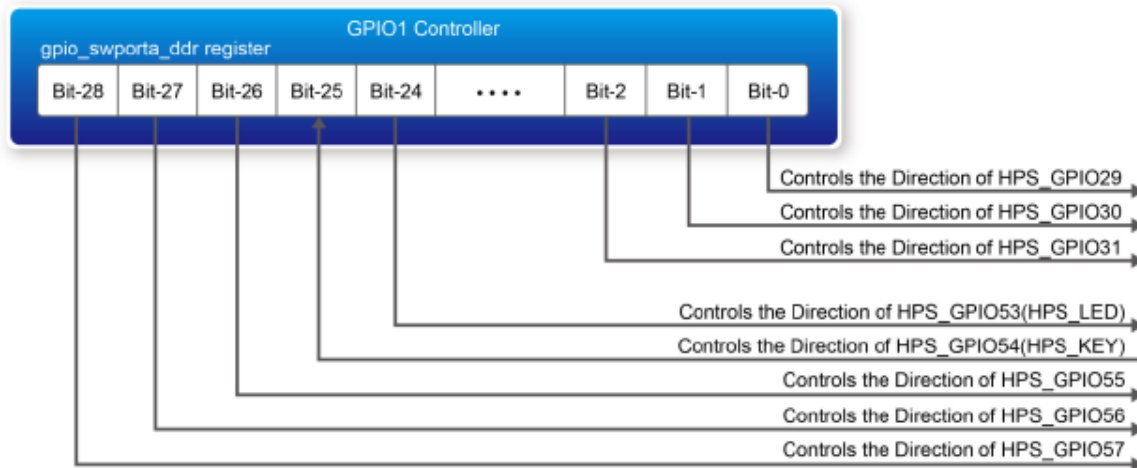 GPIO1 Controller
gpio_swporta_ddr register
Bit-28 Bit-27 Bit-26 Bit-25 Bit-24 •••• Bit-2 Bit-1 Bit-0
Controls the Direction of HPS_GPIO29
Controls the Direction of HPS_GPIO30
Controls the Direction of HPS_GPIO31
Controls the Direction of HPS_GPIO53(HPS_LED)
Controls the Direction of HPS_GPIO54(HPS_KEY)
Controls the Direction of HPS_GPIO55
Controls the Direction of HPS_GPIO56
Controls the Direction of HPS_GPIO57